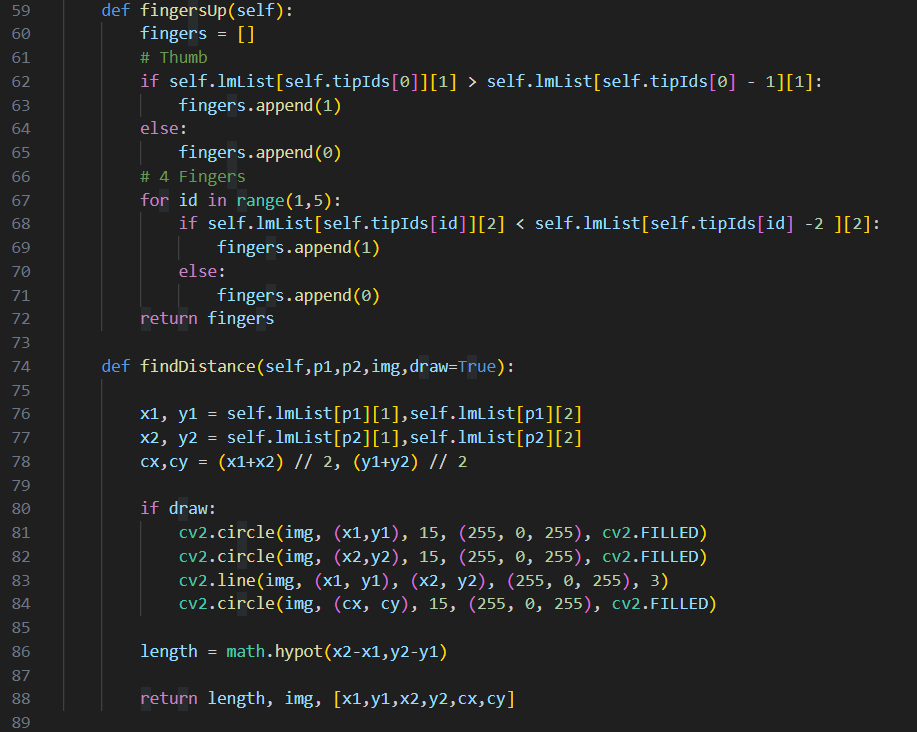 59 def fingersUp(self):
60 fingers = []
61 # Thumb
62 if self.lmList[self.tipIds[0]][1] > self.lmList[self.tipIds[0] - 1][1]:
63 fingers.append(1)
64 else:
65 fingers.append(0)
66 # 4 Fingers
67 for id in range(1,5):
68 if self.lmList[self.tipIds[id]][2] < self.lmList[self.tipIds[id] -2 ][2]:
69 fingers.append(1)
70 else:
71 fingers.append(0)
72 return fingers
73
74 def findDistance(self,p1,p2,img,draw=True):
75
76 x1, y1 = self.lmList[p1][1],self.lmList[p1][2]
77 x2, y2 = self.lmList[p2][1],self.lmList[p2][2]
78 cx,cy = (x1+x2) // 2, (y1+y2) // 2
79
80 if draw:
81 cv2.circle(img, (x1,y1), 15, (255, 0, 255), cv2.FILLED)
82 cv2.circle(img, (x2,y2), 15, (255, 0, 255), cv2.FILLED)
83 cv2.line(img, (x1, y1), (x2, y2), (255, 0, 255), 3)
84 cv2.circle(img, (cx, cy), 15, (255, 0, 255), cv2.FILLED)
85
86 length = math.hypot(x2-x1,y2-y1)
87
88 return length, img, [x1,y1,x2,y2,cx,cy]
89